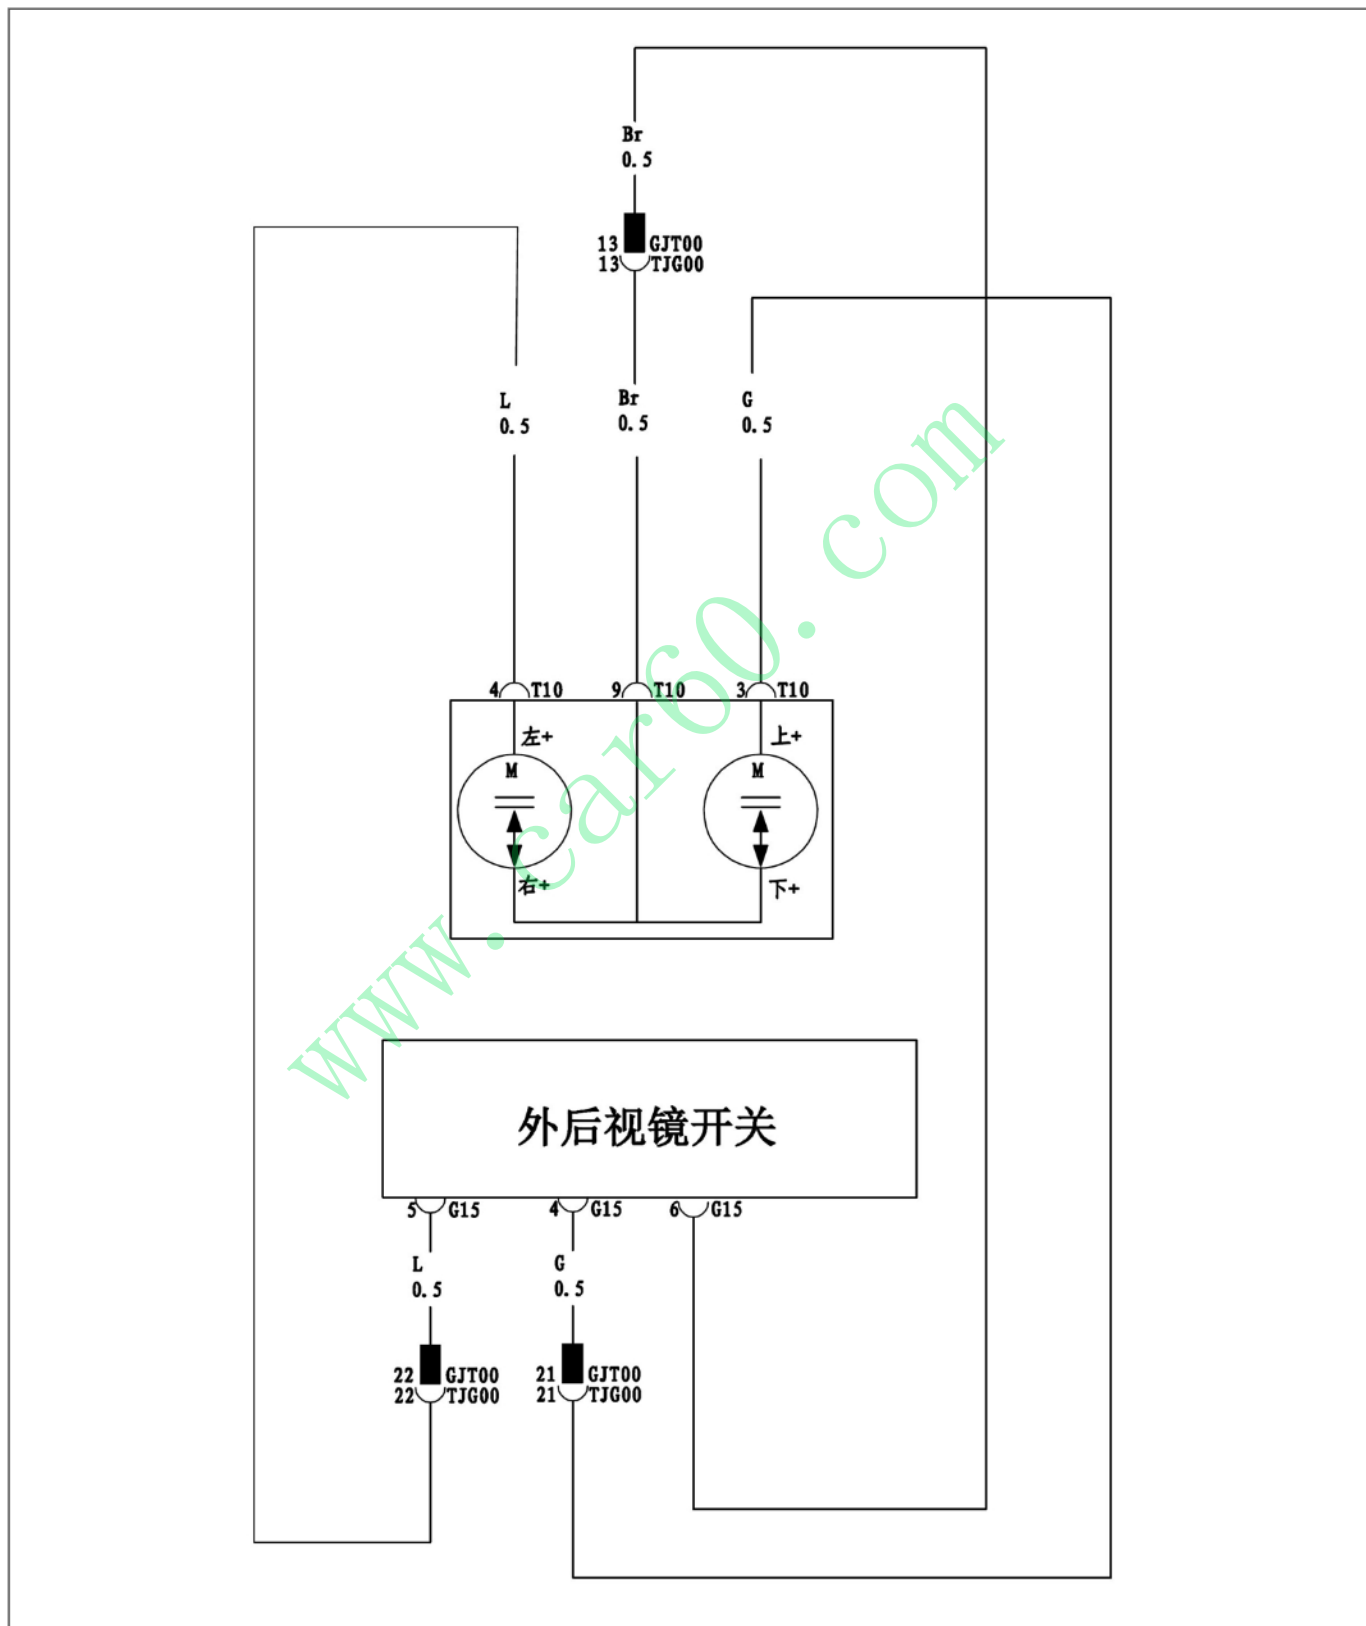 Br
0.5
13 GJT00
13 TJG00
L
0.5
Br
0.5
G
0.5
4 T10
9 T10
3 T10
左+
上+
M
M
右+
下+
外后视镜开关
5 G15
4 G15
6 G15
L
0.5
G
0.5
22 GJT00
22 TJG00
21 GJT00
21 TJG00
www.car60.com